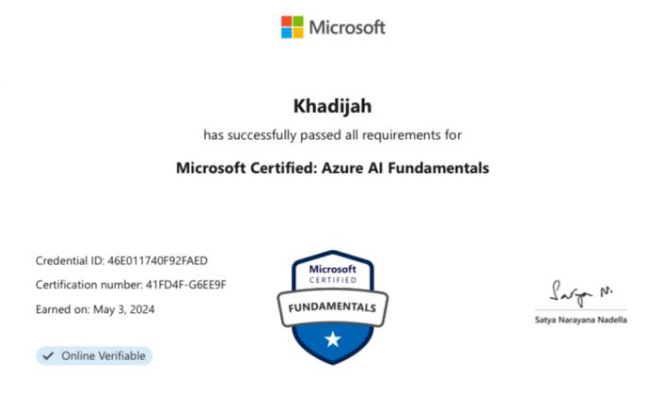 Microsoft
Khadijah
has successfully passed all requirements for
Microsoft Certified: Azure AI Fundamentals
Credential ID: 46E011740F92FAED
Certification number: 41FD4F-G6EE9F
Earned on: May 3, 2024
Online Verifiable
Microsoft
CERTIFIED
FUNDAMENTALS
Satya N.
Satya Narayana Nadella